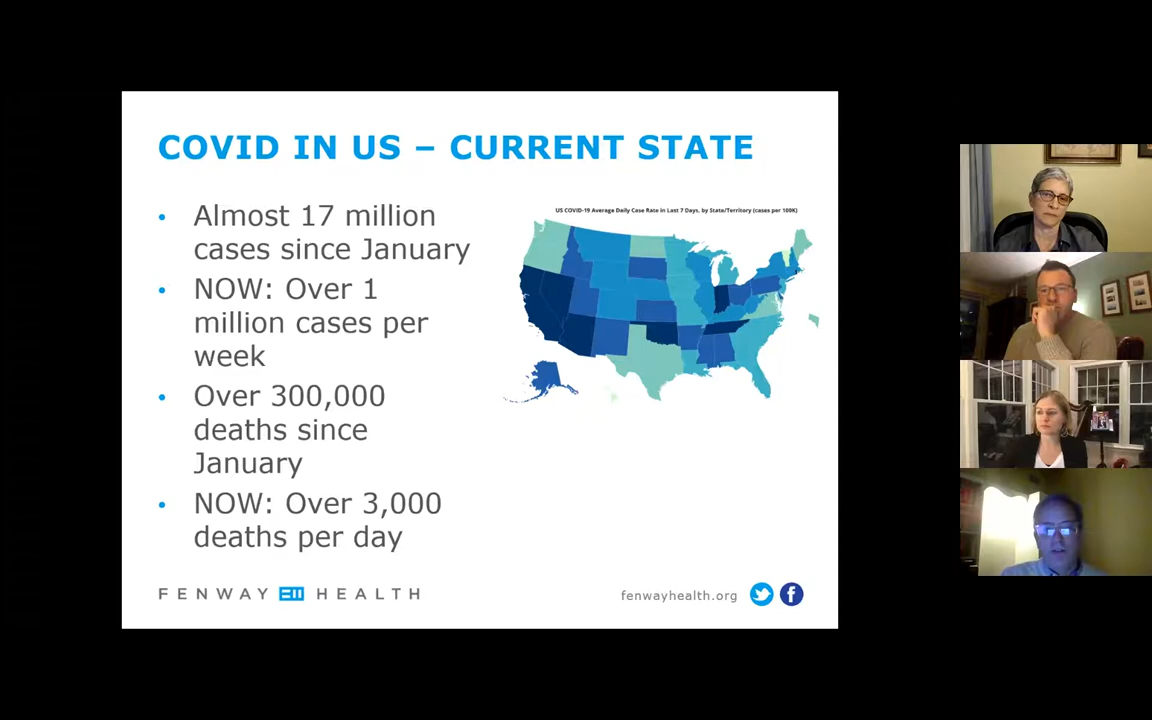 COVID IN US – CURRENT STATE
• Almost 17 million
cases since January
• NOW: Over 1
million cases per
week
• Over 300,000
deaths since
January
• NOW: Over 3,000
deaths per day
US COVID-19 Average Daily Case Rate in Last 7 Days, by State/Territory (cases per 100K)
FENWAY HEALTH
fenwayhealth.org